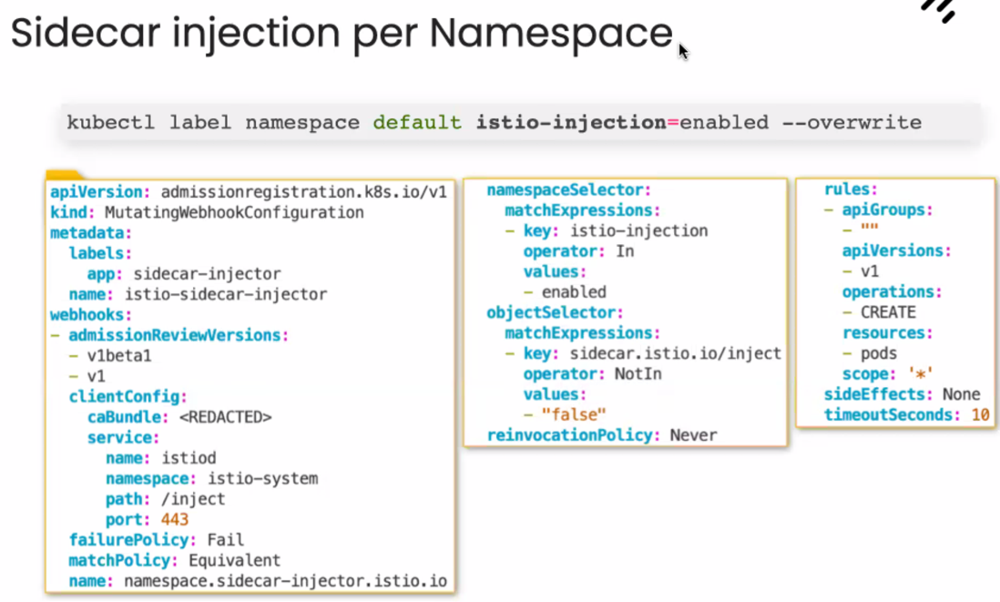 Sidecar injection per Namespace
kubectl label namespace default istio-injection=enabled --overwrite
apiVersion: admissionregistration.k8s.io/v1
kind: MutatingWebhookConfiguration
metadata:
  labels:
    app: sidecar-injector
  name: istio-sidecar-injector
webhooks:
- admissionReviewVersions:
  - v1beta1
  - v1
  clientConfig:
    caBundle: <REDACTED>
    service:
      name: istiod
      namespace: istio-system
      path: /inject
      port: 443
  failurePolicy: Fail
  matchPolicy: Equivalent
  name: namespace.sidecar-injector.istio.io
  namespaceSelector:
    matchExpressions:
    - key: istio-injection
      operator: In
      values:
      - enabled
  objectSelector:
    matchExpressions:
    - key: sidecar.istio.io/inject
      operator: NotIn
      values:
      - "false"
  reinvocationPolicy: Never
  rules:
  - apiGroups:
    - ""
    apiVersions:
    - v1
    operations:
    - CREATE
    resources:
    - pods
    scope: '*'
  sideEffects: None
  timeoutSeconds: 10